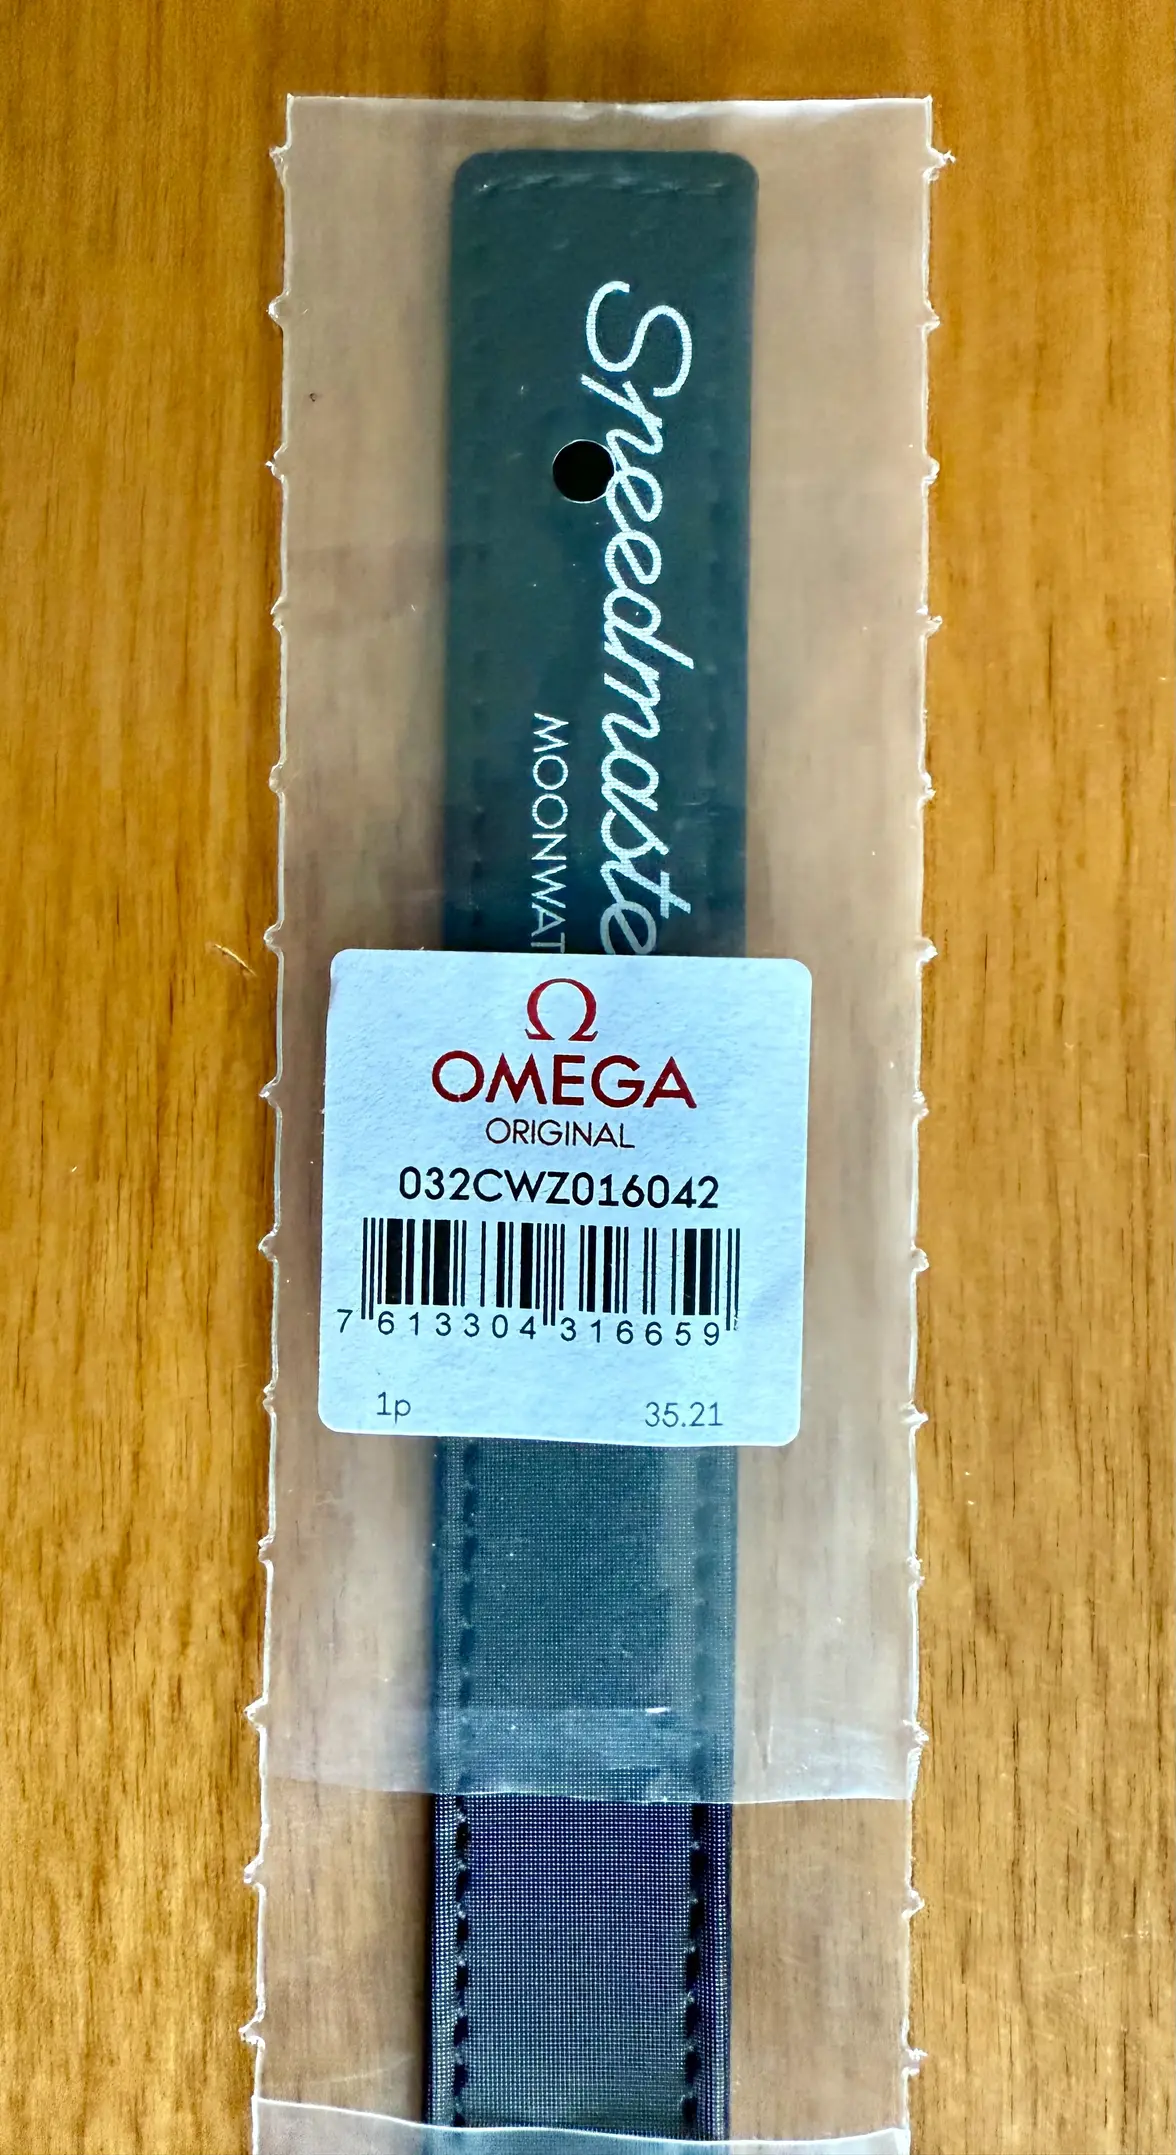 Speedmaste
MOONWAT
Ω
OMEGA
ORIGINAL
032CWZ016042
7 613304 316659
1p 35.21